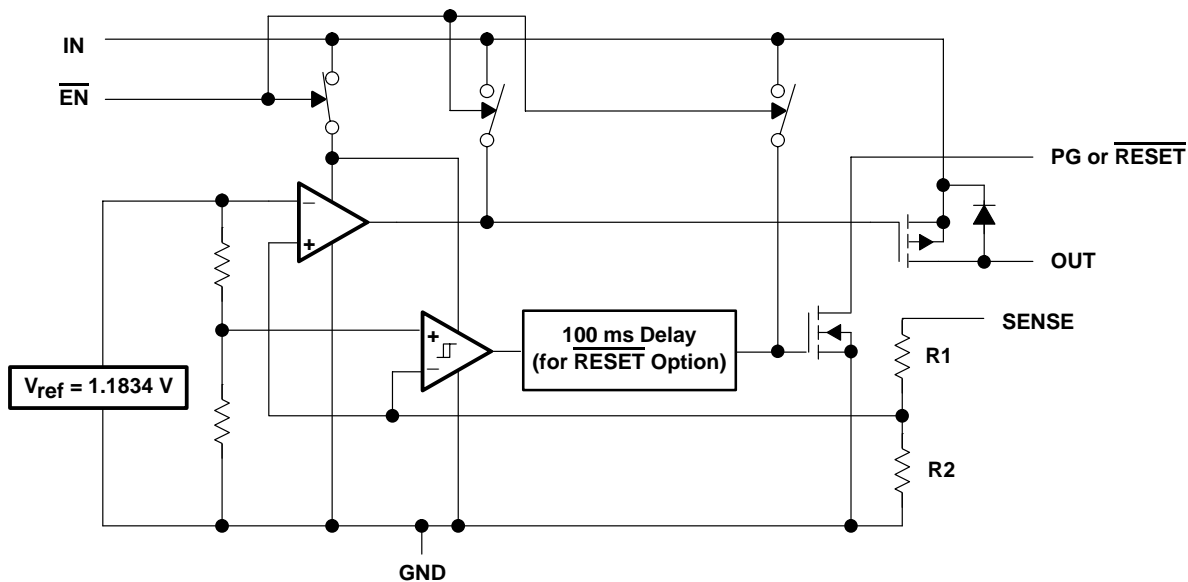 IN
EN
PG or RESET
OUT
SENSE
R1
R2
100 ms Delay
(for RESET Option)
Vref = 1.1834 V
GND
−
+
+
−